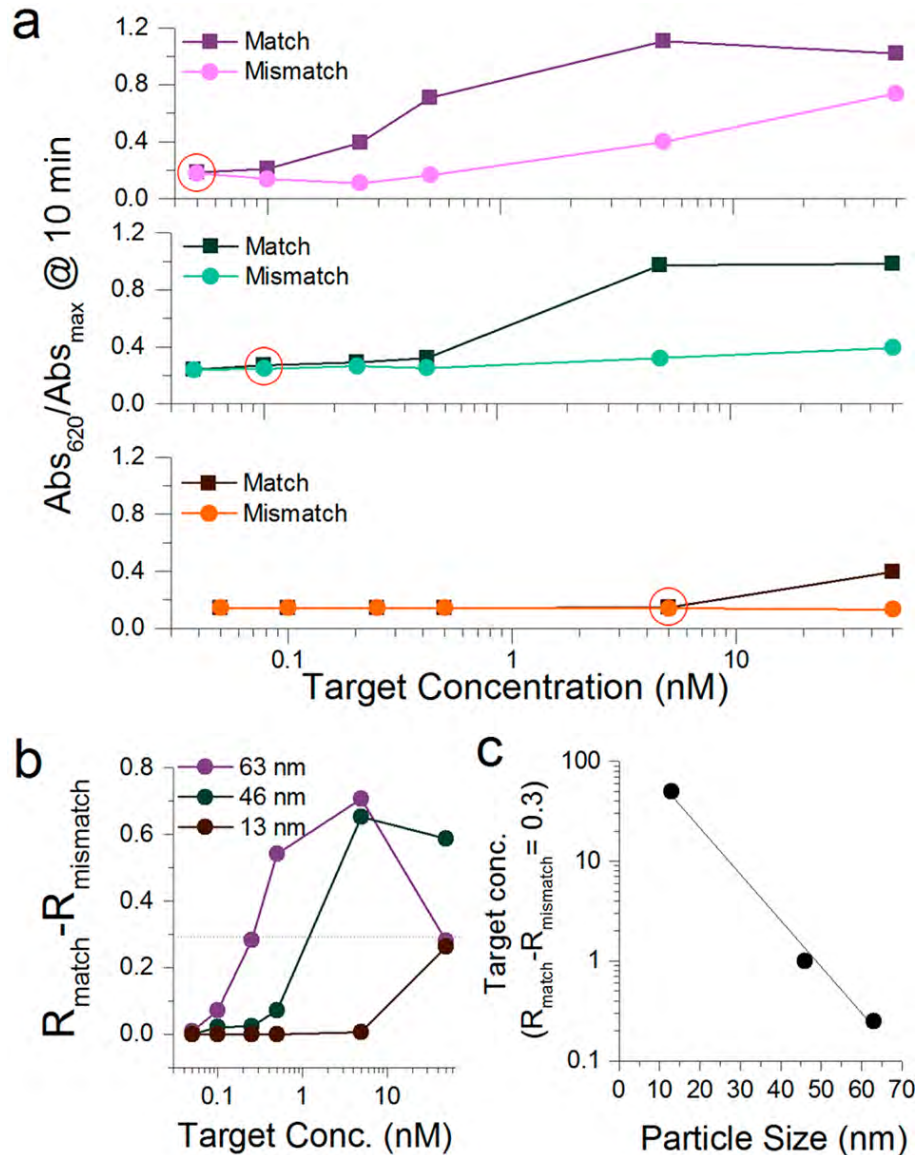 a
1.2
0.8
0.4
0.0
Match
Mismatch
1.2
0.8
0.4
0.0
Match
Mismatch
1.2
0.8
0.4
0.0
Match
Mismatch
0.1 1 10
Abs620/Absmax @ 10 min
Target Concentration (nM)
b
0.8
0.6
0.4
0.2
0.0
63 nm
46 nm
13 nm
Rmatch-Rmismatch
0.1 1 10
Target Conc. (nM)
c
100
10
1
0.1
Target conc.
(Rmatch-Rmismatch = 0.3)
0 10 20 30 40 50 60 70
Particle Size (nm)